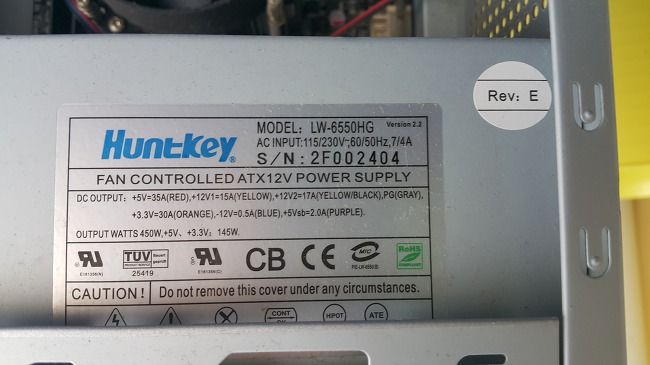 Rev: E
Huntkey
MODEL: LW-6550HG Version 2.2
AC INPUT:115/230V~,60/50Hz,7/4A
S/N:2F002404
FAN CONTROLLED ATX12V POWER SUPPLY
DC OUTPUT: +5V=35A(RED),+12V1=15A(YELLOW),+12V2=17A(YELLOW/BLACK),PG(GRAY),
+3.3V=30A(ORANGE),-12V=0.5A(BLUE),+5Vsb=2.0A(PURPLE).
OUTPUT WATTS 450W,+5V、+3.3V: 145W.
TUV
CB CE MIC RoHS
25419
CAUTION! Do not remove this cover under any circumstances.
CONT HIPOT ATE